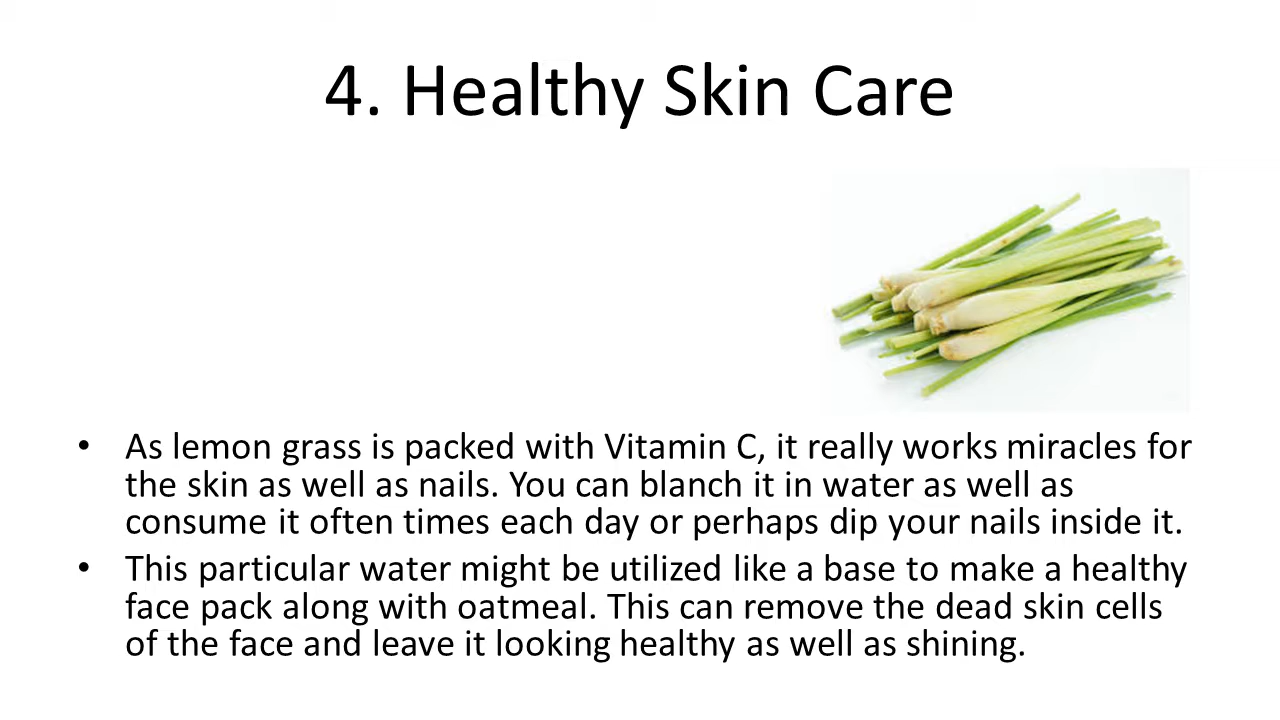 4. Healthy Skin Care
• As lemon grass is packed with Vitamin C, it really works miracles for
the skin as well as nails. You can blanch it in water as well as
consume it often times each day or perhaps dip your nails inside it.
• This particular water might be utilized like a base to make a healthy
face pack along with oatmeal. This can remove the dead skin cells
of the face and leave it looking healthy as well as shining.